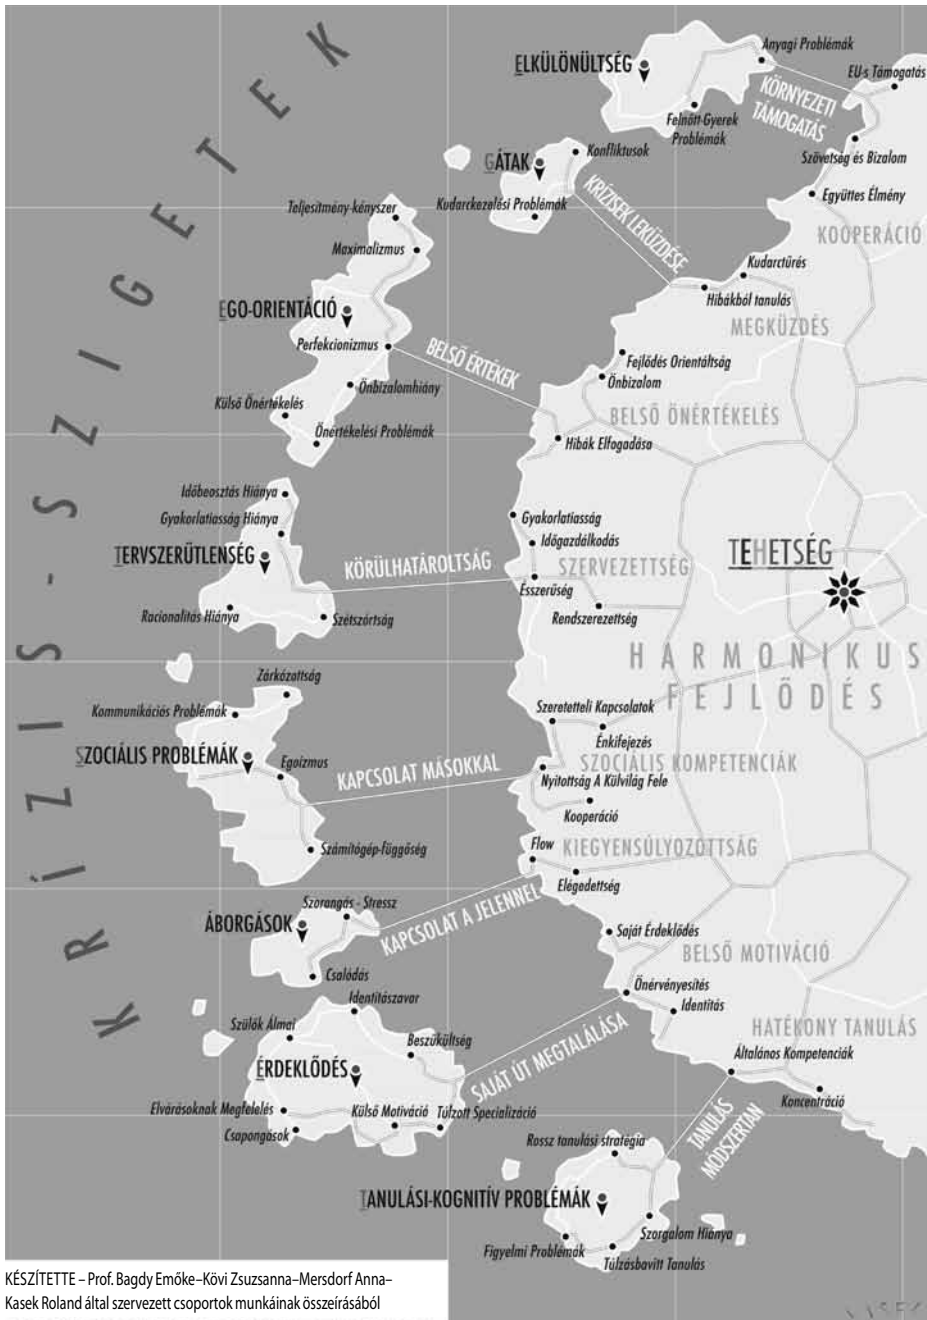 KRÍZIS-SZIGETEK
ELKÜLÖNÜLTSÉG
Anyagi Problémák
Felnőtt-Gyerek
Problémák
KÖRNYEZETI
TÁMOGATÁS
EU-s Támogatás
Szövetség és Bizalom
Együttes Élmény
KOOPERÁCIÓ
GÁTAK
Konfliktusok
Kudarckezelési Problémák
KRÍZISEK LEKÜZDÉSE
Kudarctűrés
Hibákból tanulás
MEGKÜZDÉS
Teljesítmény-kényszer
Maximalizmus
EGO-ORIENTÁCIÓ
Perfekcionizmus
Önbizalomhiány
Külső Önértékelés
Önértékelési Problémák
BELSŐ ÉRTÉKEK
Fejlődés Orientáltság
Önbizalom
BELSŐ ÖNÉRTÉKELÉS
Hibák Elfogadása
Időbeosztás Hiánya
Gyakorlatiasság Hiánya
TERVSZERŰTLENSÉG
Racionalitás Hiánya
Szétszórtság
KÖRÜLHATÁROLTSÁG
Gyakorlatiasság
Időgazdálkodás
SZERVEZETTSÉG
Ésszerűség
Rendszerezettség
TEHETSÉG
HARMONIKUS
FEJLŐDÉS
Zárkózottság
Kommunikációs Problémák
SZOCIÁLIS PROBLÉMÁK
Egoizmus
Számítógép-függőség
KAPCSOLAT MÁSOKKAL
Szeretetteli Kapcsolatok
Énkifejezés
SZOCIÁLIS KOMPETENCIÁK
Nyitottság A Külvilág Fele
Kooperáció
Flow
KIEGYENSÚLYOZOTTSÁG
Elégedettség
Szorangás - Stressz
ÁBORGÁSOK
Csalódás
KAPCSOLAT A JELENNEL
Saját Érdeklődés
BELSŐ MOTIVÁCIÓ
Önérvényesítés
Identitás
Identitászavar
Szülők Álmai
Beszűkültség
ÉRDEKLŐDÉS
Elvárásoknak Megfelelés
Csapongások
Külső Motiváció
Túlzott Specializáció
SAJÁT ÚT MEGTALÁLÁSA
HATÉKONY TANULÁS
Általános Kompetenciák
Koncentráció
TANULÁS
MÓDSZERTAN
Rossz tanulási stratégia
TANULÁSI-KOGNITÍV PROBLÉMÁK
Szorgalom Hiánya
Figyelmi Problémák
Túlzásbavitt Tanulás
KÉSZÍTETTE – Prof. Bagdy Emőke–Kövi Zsuzsanna–Mersdorf Anna–
Kasek Roland által szervezett csoportok munkáinak összeírásából